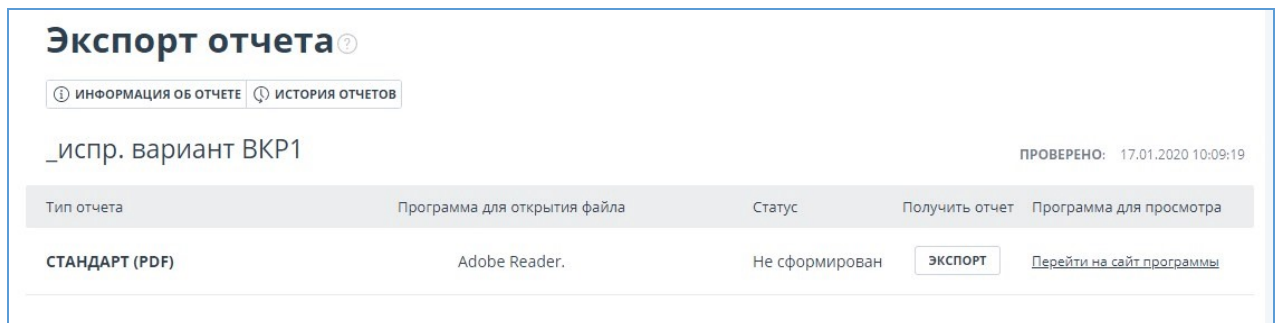 Экспорт отчета ?
ИНФОРМАЦИЯ ОБ ОТЧЕТЕ ИСТОРИЯ ОТЧЕТОВ
_испр. вариант ВКР1 ПРОВЕРЕНО: 17.01.2020 10:09:19
Тип отчета Программа для открытия файла Статус Получить отчет Программа для просмотра
СТАНДАРТ (PDF) Adobe Reader. Не сформирован ЭКСПОРТ Перейти на сайт программы